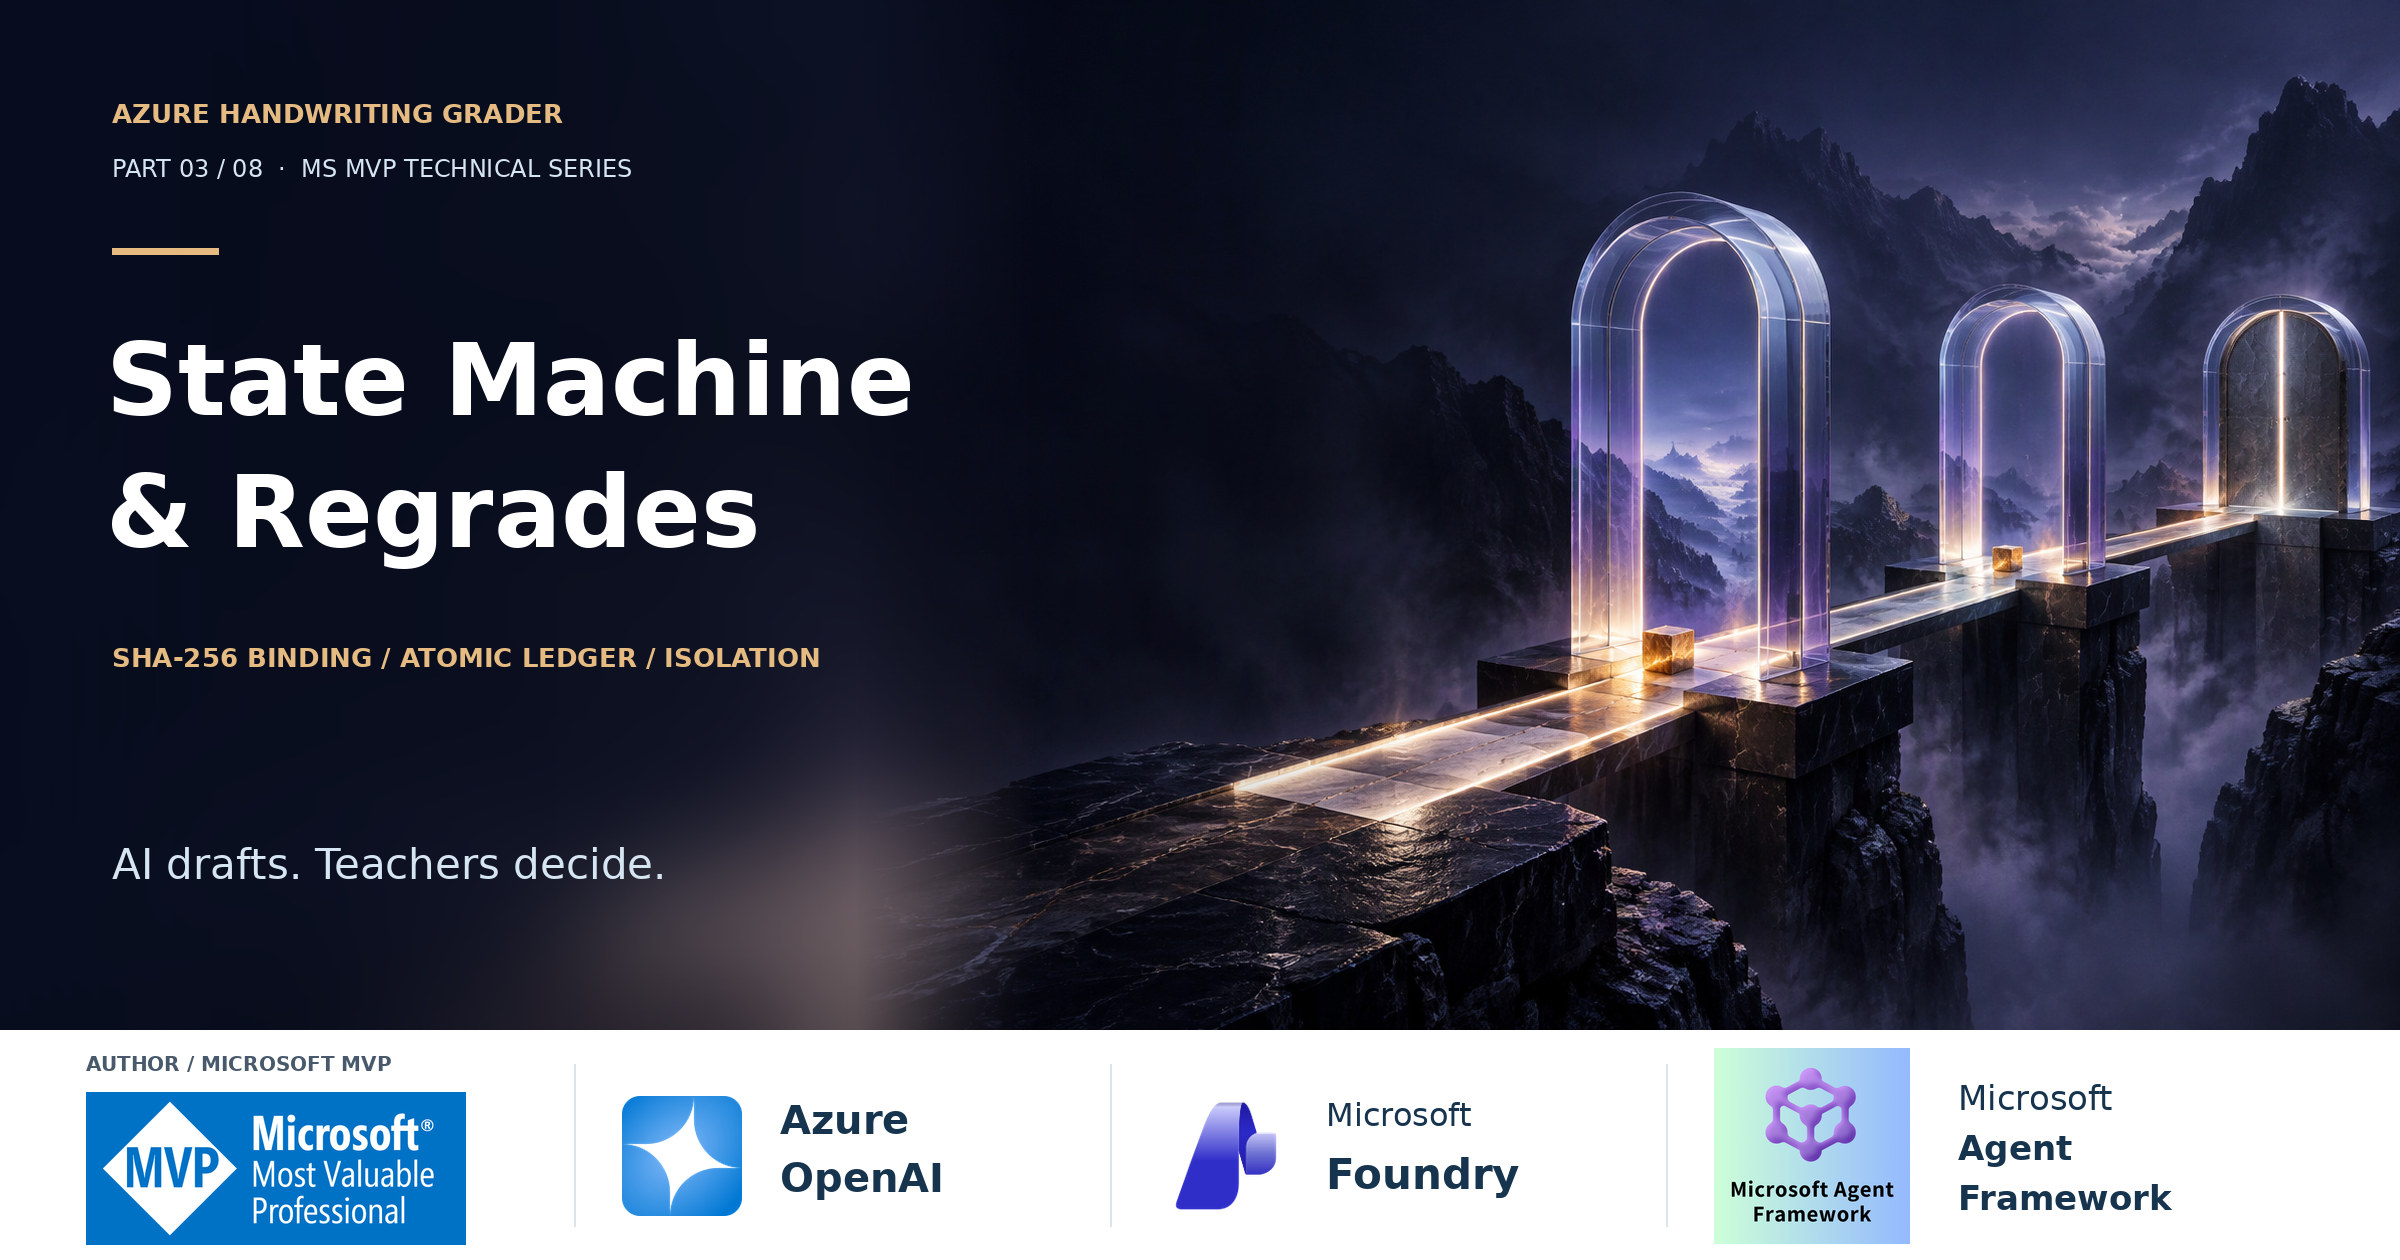 AZURE HANDWRITING GRADER
PART 03 / 08 · MS MVP TECHNICAL SERIES
State Machine
& Regrades
SHA-256 BINDING / ATOMIC LEDGER / ISOLATION
AI drafts. Teachers decide.
AUTHOR / MICROSOFT MVP
MVP
Microsoft®
Most Valuable
Professional
Azure
OpenAI
Microsoft
Foundry
Microsoft Agent
Framework
Microsoft
Agent
Framework